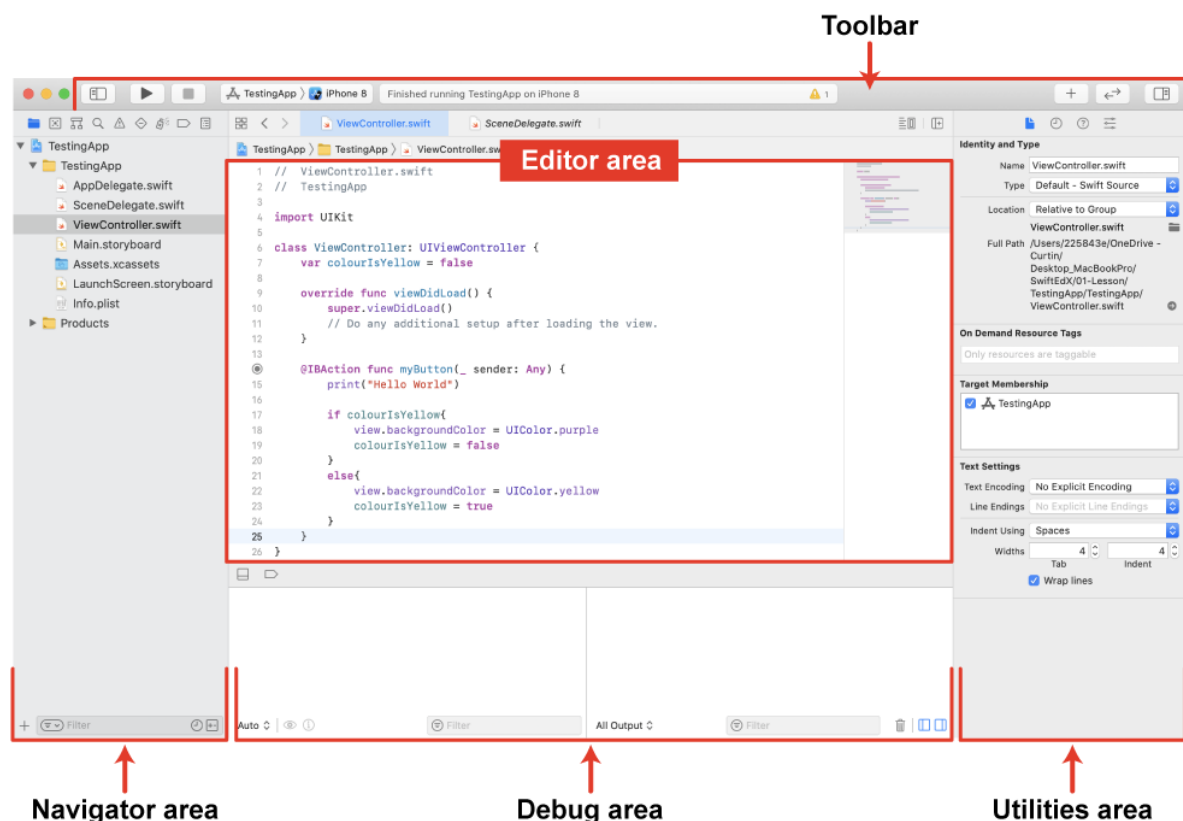 Toolbar
TestingApp
iPhone 8
Finished running TestingApp on iPhone 8
1
ViewController.swift
SceneDelegate.swift
TestingApp
TestingApp
AppDelegate.swift
SceneDelegate.swift
ViewController.swift
Main.storyboard
Assets.xcassets
LaunchScreen.storyboard
Info.plist
Products
Filter
TestingApp
TestingApp
Editor area
1 // ViewController.swift
2 // TestingApp
3
4 import UIKit
5
6 class ViewController: UIViewController {
7 var colourIsYellow = false
8
9 override func viewDidLoad() {
10 super.viewDidLoad()
11 // Do any additional setup after loading the view.
12 }
13
@IBAction func myButton(_ sender: Any) {
15 print("Hello World")
16
17 if colourIsYellow{
18 view.backgroundColor = UIColor.purple
19 colourIsYellow = false
20 }
21 else{
22 view.backgroundColor = UIColor.yellow
23 colourIsYellow = true
24 }
25 }
26 }
Auto
Filter
All Output
Filter
Identity and Type
Name ViewController.swift
Type Default - Swift Source
Location Relative to Group
ViewController.swift
Full Path /Users/225843e/OneDrive -
Curtin/
Desktop_MacBookPro/
SwiftEdX/01-Lesson/
TestingApp/TestingApp/
ViewController.swift
On Demand Resource Tags
Only resources are taggable
Target Membership
TestingApp
Text Settings
Text Encoding No Explicit Encoding
Line Endings No Explicit Line Endings
Indent Using Spaces
Widths 4 4
Tab Indent
Wrap lines
Navigator area
Debug area
Utilities area